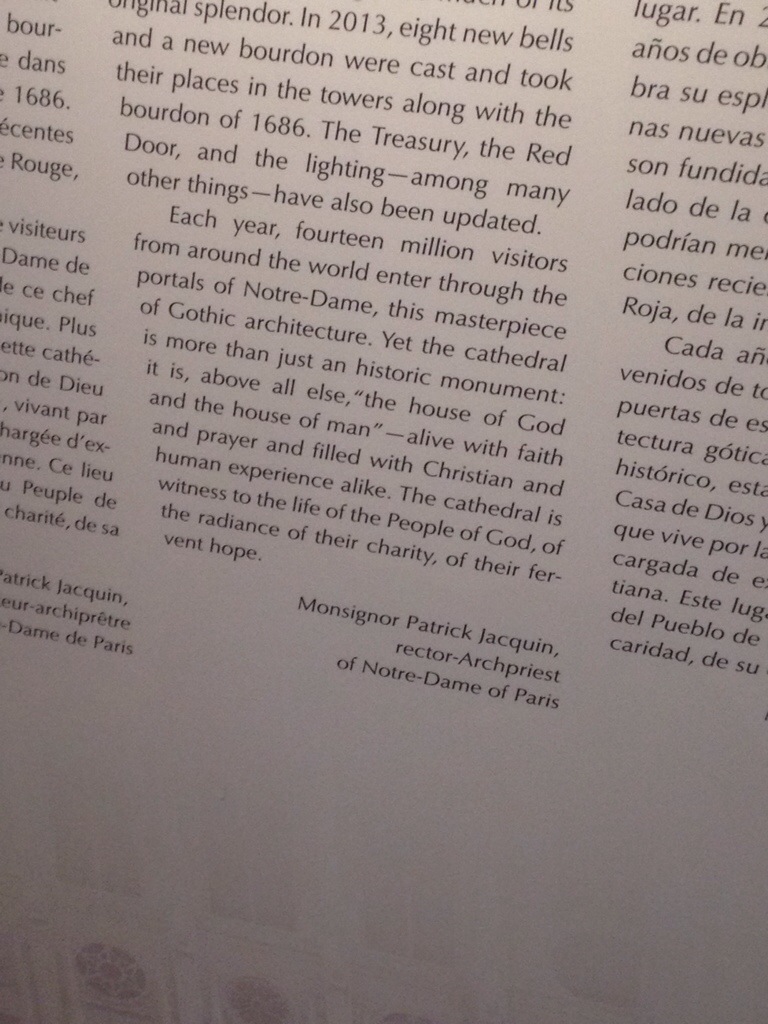 bour-
dans
1686.
écentes
Rouge,
visiteurs
Dame de
de ce chef
ique. Plus
ette cathé-
on de Dieu
, vivant par
hargée d'ex-
nne. Ce lieu
u Peuple de
charité, de sa
Patrick Jacquin,
eur-archiprêtre
-Dame de Paris
original splendor. In 2013, eight new bells
and a new bourdon were cast and took
their places in the towers along with the
bourdon of 1686. The Treasury, the Red
Door, and the lighting—among many
other things—have also been updated.
Each year, fourteen million visitors
from around the world enter through the
portals of Notre-Dame, this masterpiece
of Gothic architecture. Yet the cathedral
is more than just an historic monument:
it is, above all else,“the house of God
and the house of man”—alive with faith
and prayer and filled with Christian and
human experience alike. The cathedral is
witness to the life of the People of God, of
the radiance of their charity, of their fer-
vent hope.
Monsignor Patrick Jacquin,
rector-Archpriest
of Notre-Dame of Paris
lugar. En 2
años de ob
bra su espl
nas nuevas
son fundida
lado de la
podrían me
ciones recie
Roja, de la i
Cada añ
venidos de to
puertas de es
tectura gótica
histórico, esta
Casa de Dios y
que vive por la
cargada de e
tiana. Este luga
del Pueblo de
caridad, de su